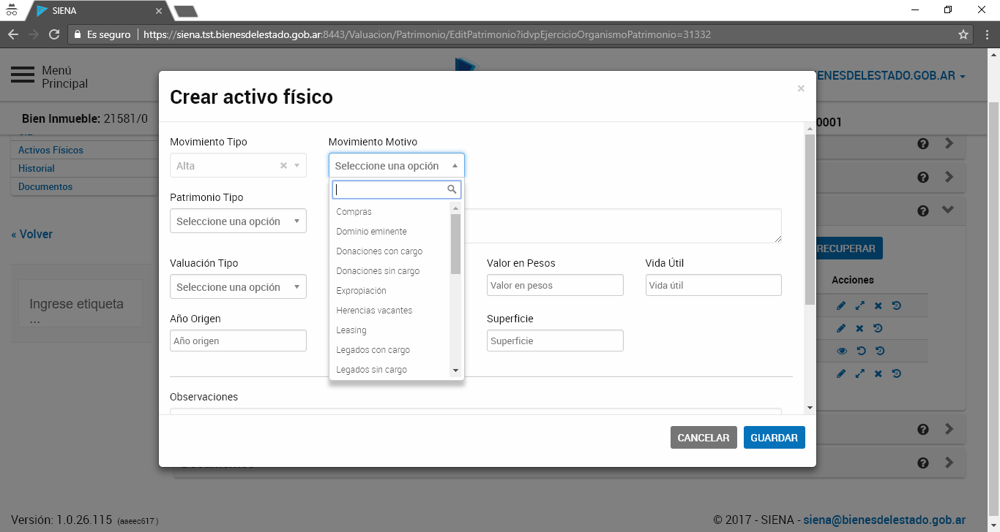 SIENA
Es seguro
https://siena.tst.bienesdelestado.gob.ar:8443/Valuacion/Patrimonio/EditPatrimonio?idvpEjercicioOrganismoPatrimonio=31332
Menú
Principal
ENESDELESTADO.GOB.AR
Bien Inmueble: 21581/0
0001
Activos Físicos
Historial
Documentos
« Volver
Ingrese etiqueta
...
Crear activo físico
×
Movimiento Tipo
Movimiento Motivo
Alta
Seleccione una opción
Compras
Dominio eminente
Donaciones con cargo
Donaciones sin cargo
Expropiación
Herencias vacantes
Leasing
Legados con cargo
Legados sin cargo
Patrimonio Tipo
Seleccione una opción
Valuación Tipo
Valor en Pesos
Vida Útil
Seleccione una opción
Valor en pesos
Vida útil
Año Origen
Superficie
Año origen
Superficie
Observaciones
CANCELAR
GUARDAR
RECUPERAR
Acciones
Versión: 1.0.26.115 (aaeec617)
© 2017 - SIENA - siena@bienesdelestado.gob.ar